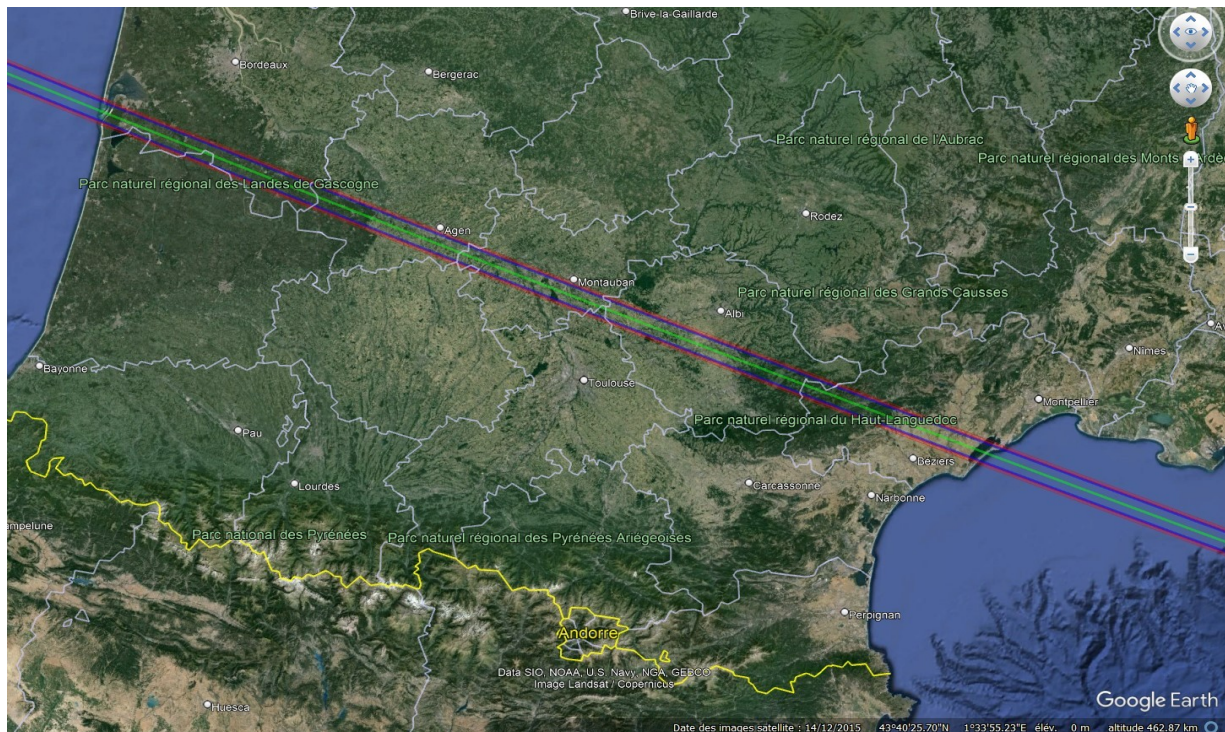 Brive-la-Gaillarde
Bordeaux
Bergerac
Parc naturel régional de l'Aubrac
Parc naturel régional des Monts d'Ardè
Parc naturel régional des Landes de Gascogne
Rodez
Agen
Montauban
Parc naturel régional des Grands Causses
Albi
Nîmes
Bayonne
Toulouse
Montpellier
Parc naturel régional du Haut-Languedoc
Pau
Béziers
Lourdes
Carcassonne
Narbonne
ampelune
Parc national des Pyrénées
Parc naturel régional des Pyrénées Ariégeoises
Perpignan
Andorre
Data SIO, NOAA, U.S. Navy, NGA, GEBCO
Image Landsat / Copernicus
Huesca
Google Earth
Date des images satellite : 14/12/2015 43°40'25.70"N 1°33'55.23"E élév. 0 m altitude 462.87 km